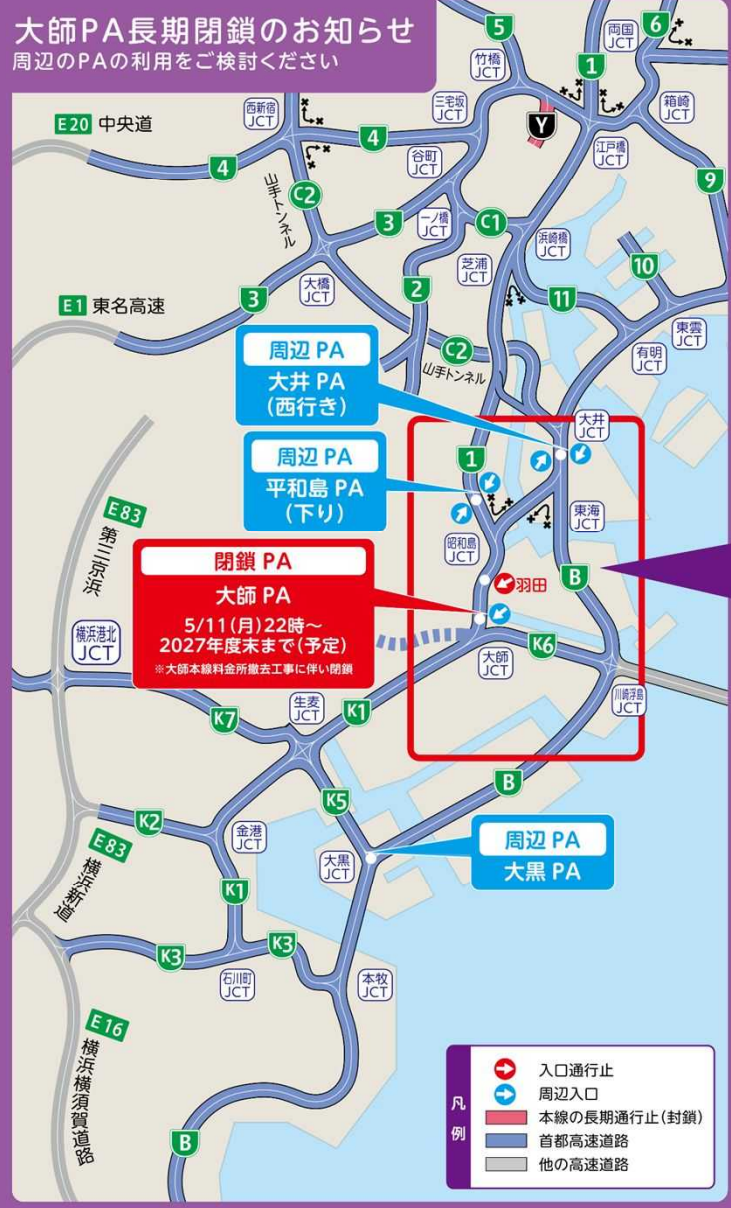 大師PA長期閉鎖のお知らせ
周辺のPAの利用をご検討ください
5
竹橋
JCT
両国
JCT
6
1
E20 中央道
西新宿
JCT
三宅坂
JCT
Y
箱崎
JCT
4
4
谷町
JCT
江戸橋
JCT
山手トンネル
C2
3
一ノ橋
JCT
C1
9
浜崎橋
JCT
芝浦
JCT
10
E1 東名高速
3
大橋
JCT
2
11
東雲
JCT
有明
JCT
C2
山手トンネル
周辺 PA
大井 PA
(西行き)
大井
JCT
周辺 PA
平和島 PA
(下り)
1
東海
JCT
昭和島
JCT
E83
第三京浜
閉鎖 PA
大師 PA
5/11(月)22時～
2027年度末まで(予定)
※大師本線料金所撤去工事に伴い閉鎖
羽田
B
横浜港北
JCT
大師
JCT
K6
川崎浮島
JCT
生麦
JCT
K1
K7
B
K5
K2
金港
JCT
周辺 PA
大黒 PA
E83
横浜新道
大黒
JCT
K1
K3
K3
石川町
JCT
本牧
JCT
E16
横浜横須賀道路
B
凡例
入口通行止
周辺入口
本線の長期通行止(封鎖)
首都高速道路
他の高速道路